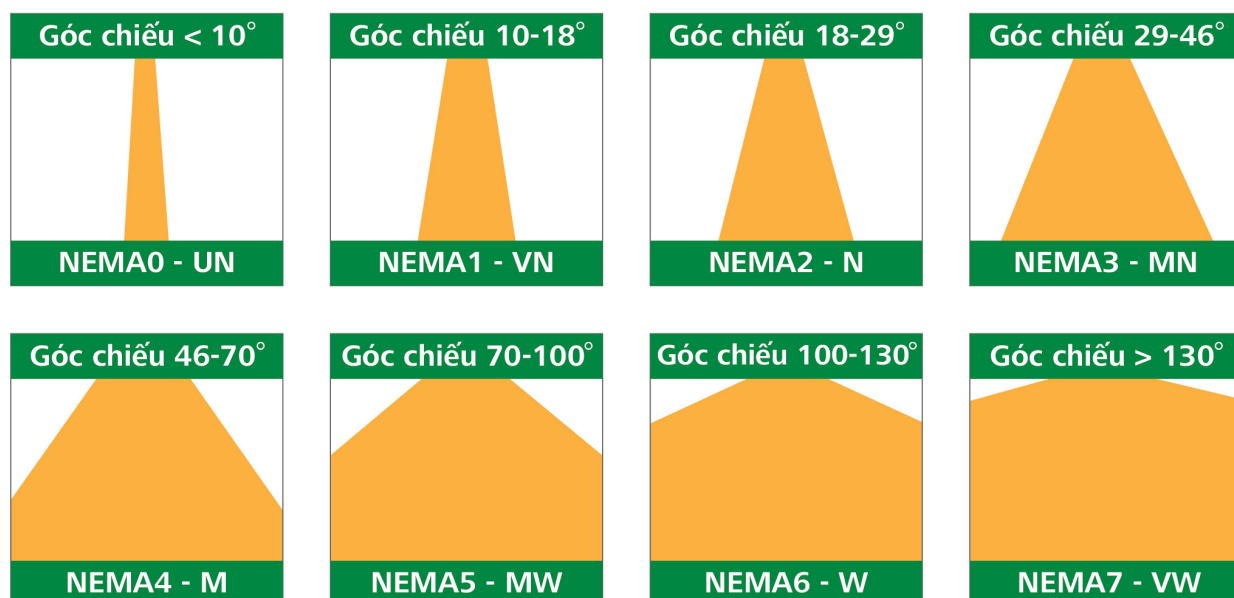 Góc chiếu < 10°
Góc chiếu 10-18°
Góc chiếu 18-29°
Góc chiếu 29-46°
NEMA0 - UN
NEMA1 - VN
NEMA2 - N
NEMA3 - MN
Góc chiếu 46-70°
Góc chiếu 70-100°
Góc chiếu 100-130°
Góc chiếu > 130°
NEMA4 - M
NEMA5 - MW
NEMA6 - W
NEMA7 - VW